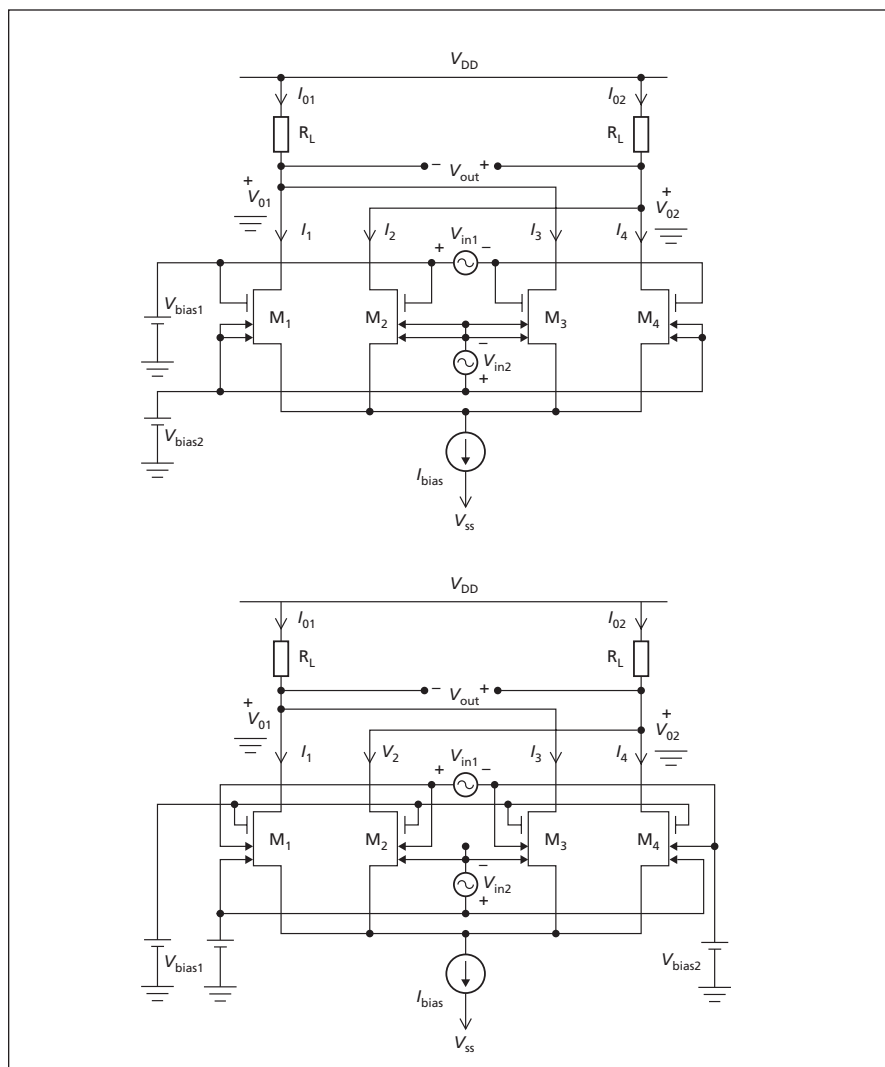 V_DD
I_01 I_02
R_L R_L
− V_out +
+ V_01 + V_02
I_1 I_2 I_3 I_4
+ V_in1 −
V_bias1
M_1 M_2 M_3 M_4
− V_in2 +
V_bias2
I_bias
V_ss
V_DD
I_01 I_02
R_L R_L
− V_out +
+ V_01 + V_02
I_1 V_2 I_3 I_4
+ V_in1 −
M_1 M_2 M_3 M_4
− V_in2 +
V_bias1 V_bias2
I_bias
V_ss